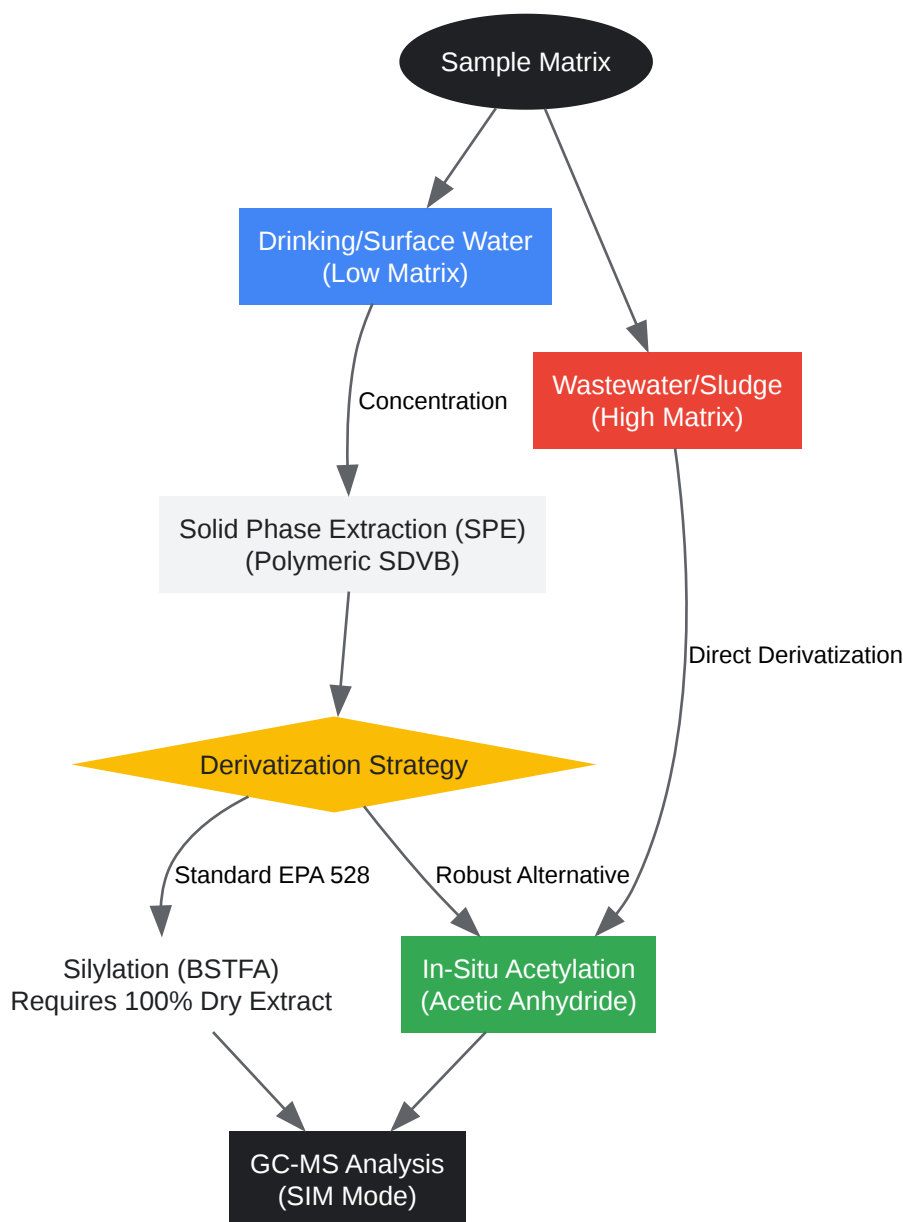 Sample Matrix
Drinking/Surface Water
(Low Matrix)
Wastewater/Sludge
(High Matrix)
Concentration
Solid Phase Extraction (SPE)
(Polymeric SDVB)
Direct Derivatization
Derivatization Strategy
Standard EPA 528
Robust Alternative
Silylation (BSTFA)
Requires 100% Dry Extract
In-Situ Acetylation
(Acetic Anhydride)
GC-MS Analysis
(SIM Mode)